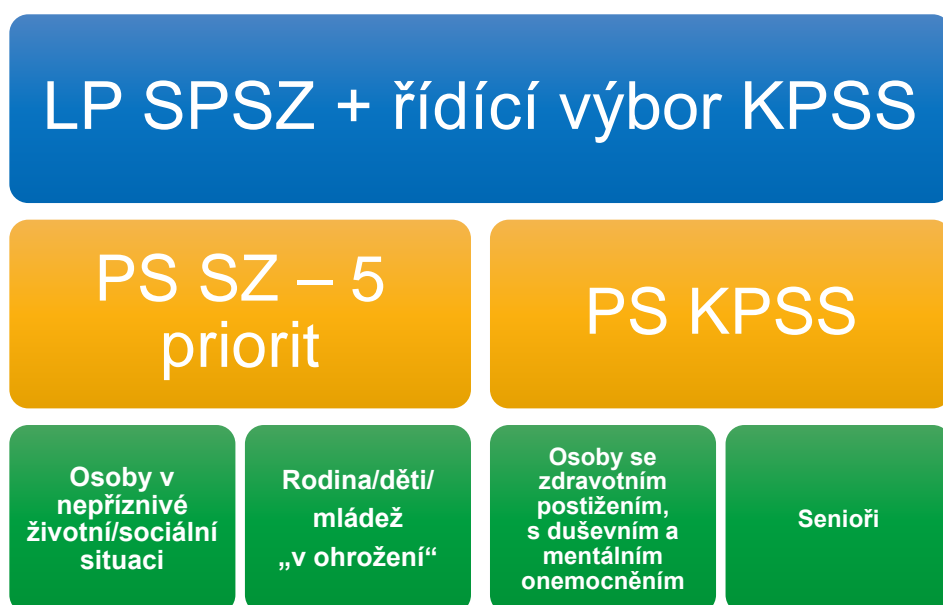 LP SPSZ + řídící výbor KPSS
PS SZ – 5
priorit
PS KPSS
Osoby v
nepříznivé
životní/sociální
situaci
Rodina/děti/
mládež
„v ohrožení“
Osoby se
zdravotním
postižením,
s duševním a
mentálním
onemocněním
Senioři